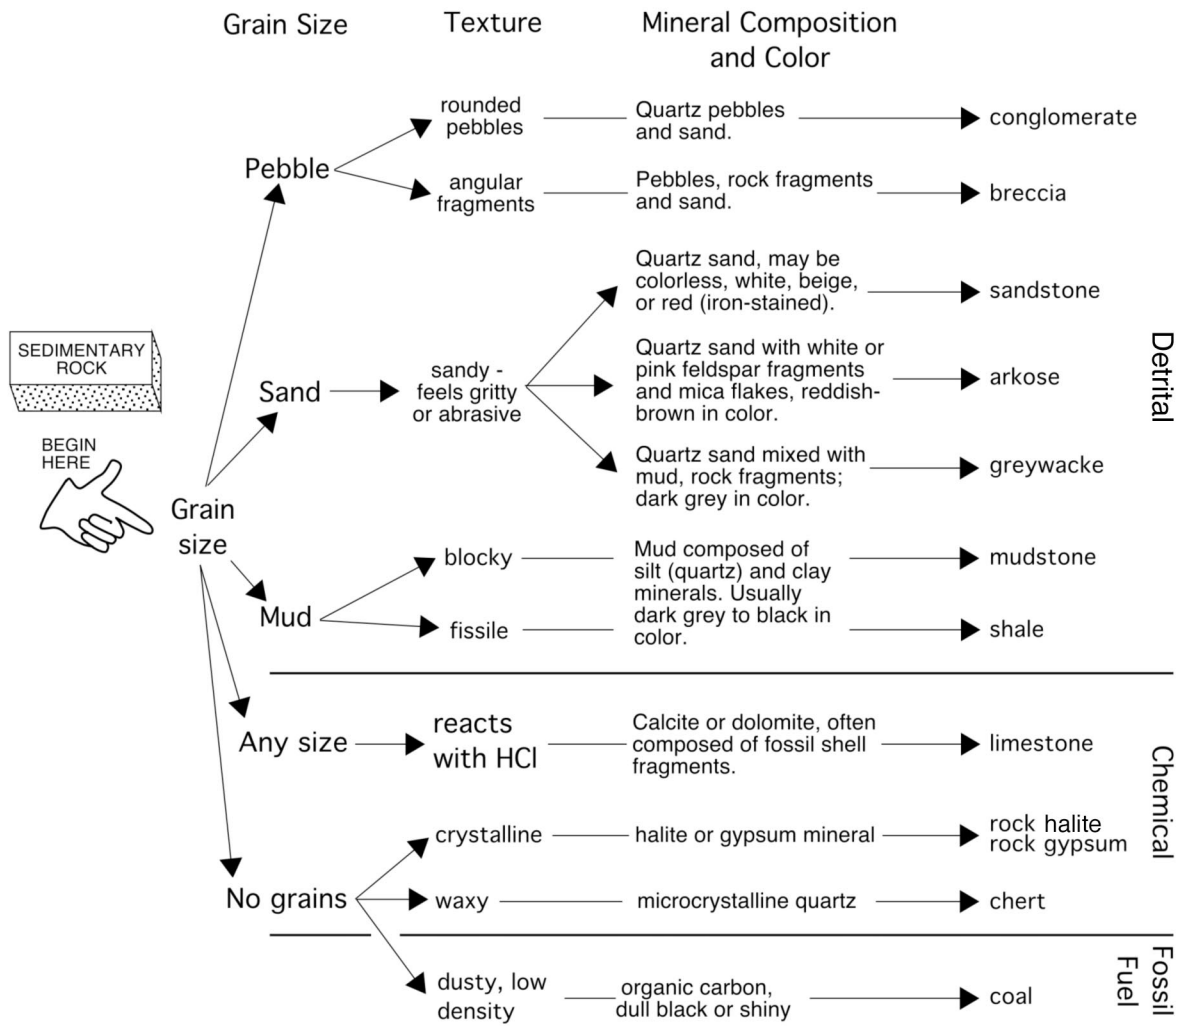 Grain Size
Texture
Mineral Composition
and Color
SEDIMENTARY
ROCK
BEGIN
HERE
Grain
size
Pebble
rounded
pebbles
Quartz pebbles
and sand.
conglomerate
angular
fragments
Pebbles, rock fragments
and sand.
breccia
Sand
sandy -
feels gritty
or abrasive
Quartz sand, may be
colorless, white, beige,
or red (iron-stained).
sandstone
Quartz sand with white or
pink feldspar fragments
and mica flakes, reddish-
brown in color.
arkose
Quartz sand mixed with
mud, rock fragments;
dark grey in color.
greywacke
Mud
blocky
fissile
Mud composed of
silt (quartz) and clay
minerals. Usually
dark grey to black in
color.
mudstone
shale
Detrital
Any size
reacts
with HCl
Calcite or dolomite, often
composed of fossil shell
fragments.
limestone
No grains
crystalline
halite or gypsum mineral
rock halite
rock gypsum
waxy
microcrystalline quartz
chert
Chemical
dusty, low
density
organic carbon,
dull black or shiny
coal
Fossil
Fuel